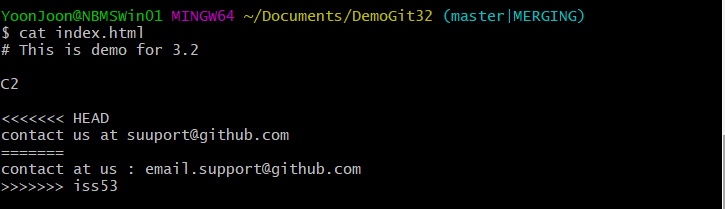 YoonJoon@NBMSWin01 MINGW64 ~/Documents/DemoGit32 (master|MERGING)
$ cat index.html
# This is demo for 3.2
C2
<<<<<<< HEAD
contact us at suuport@github.com
=======
contact at us : email.support@github.com
>>>>>>> iss53